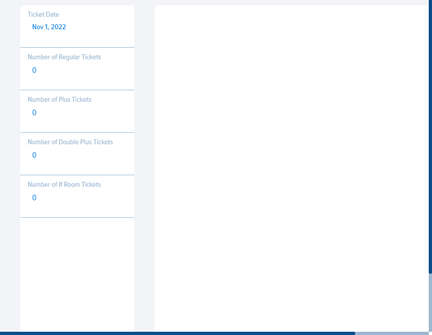 Ticket Date
Nov 1, 2022
Number of Regular Tickets
0
Number of Plus Tickets
0
Number of Double Plus Tickets
0
Number of If Room Tickets
0